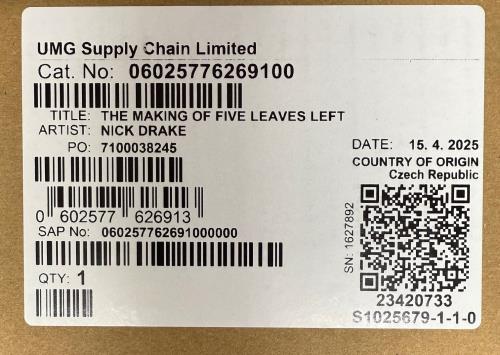 UMG Supply Chain Limited
Cat. No: 06025776269100
TITLE: THE MAKING OF FIVE LEAVES LEFT
ARTIST: NICK DRAKE
PO: 7100038245
DATE: 15. 4. 2025
COUNTRY OF ORIGIN
Czech Republic
0 602577 626913
SAP No: 060257762691000000
SN: 1627892
QTY: 1
23420733
S1025679-1-1-0